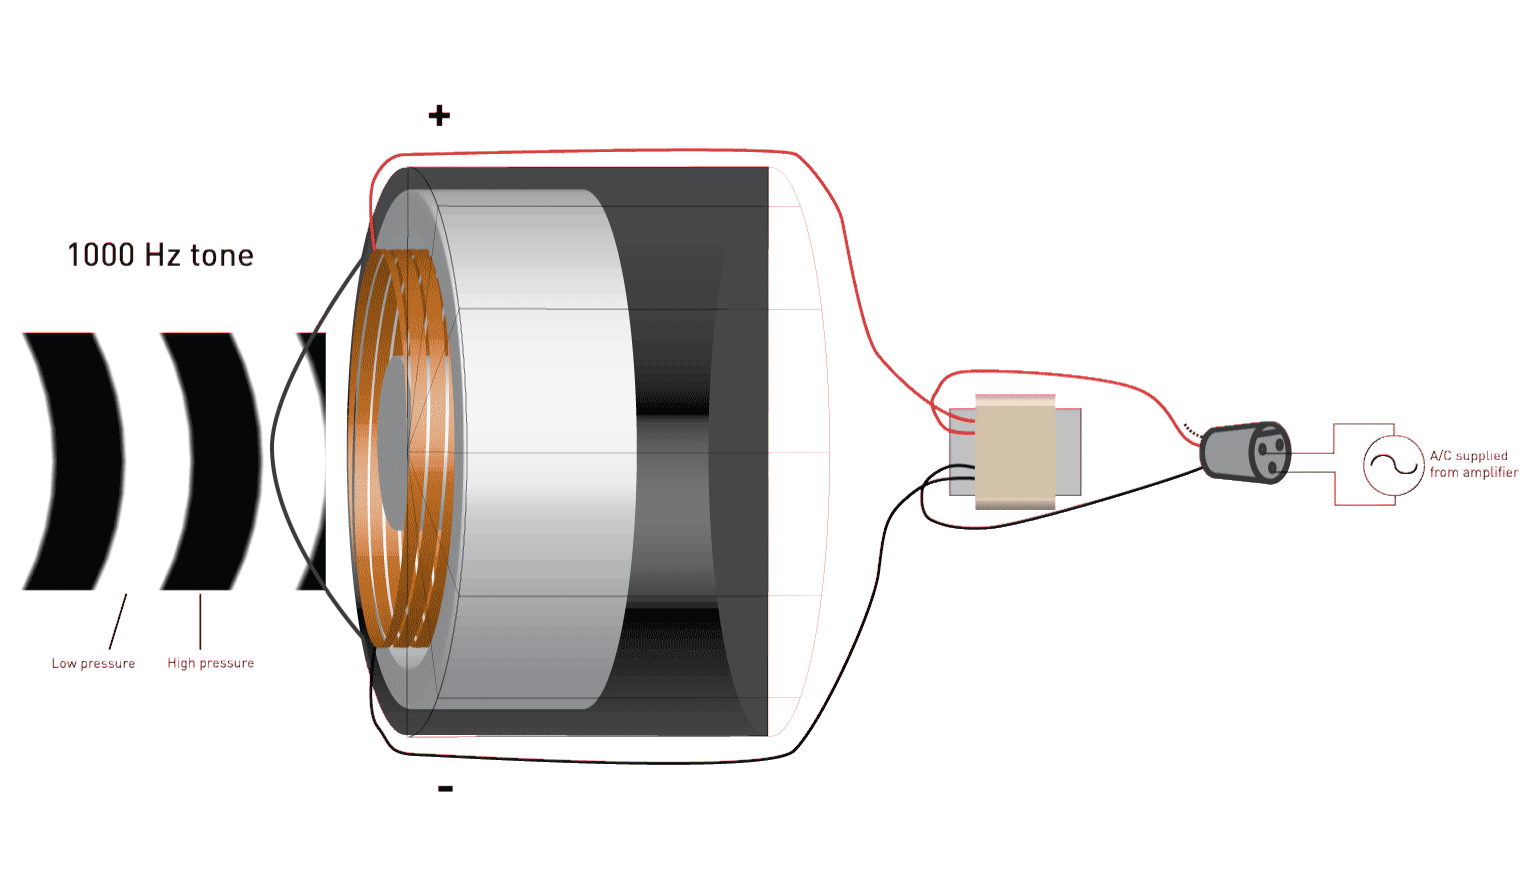 +
1000 Hz tone
A/C supplied
from amplifier
Low pressure
High pressure
-